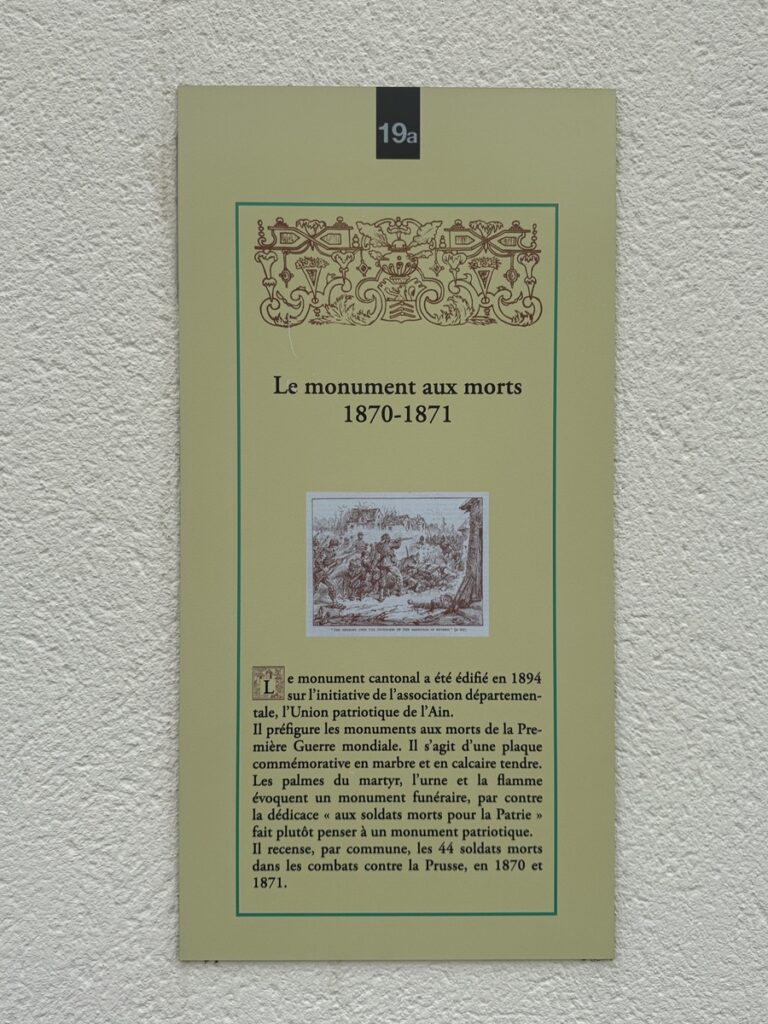 19a
Le monument aux morts
1870-1871
Le monument cantonal a été édifié en 1894
sur l'initiative de l'association départemen-
tale, l'Union patriotique de l'Ain.
Il préfigure les monuments aux morts de la Pre-
mière Guerre mondiale. Il s'agit d'une plaque
commémorative en marbre et en calcaire tendre.
Les palmes du martyr, l'urne et la flamme
évoquent un monument funéraire, par contre
la dédicace « aux soldats morts pour la Patrie »
fait plutôt penser à un monument patriotique.
Il recense, par commune, les 44 soldats morts
dans les combats contre la Prusse, en 1870 et
1871.